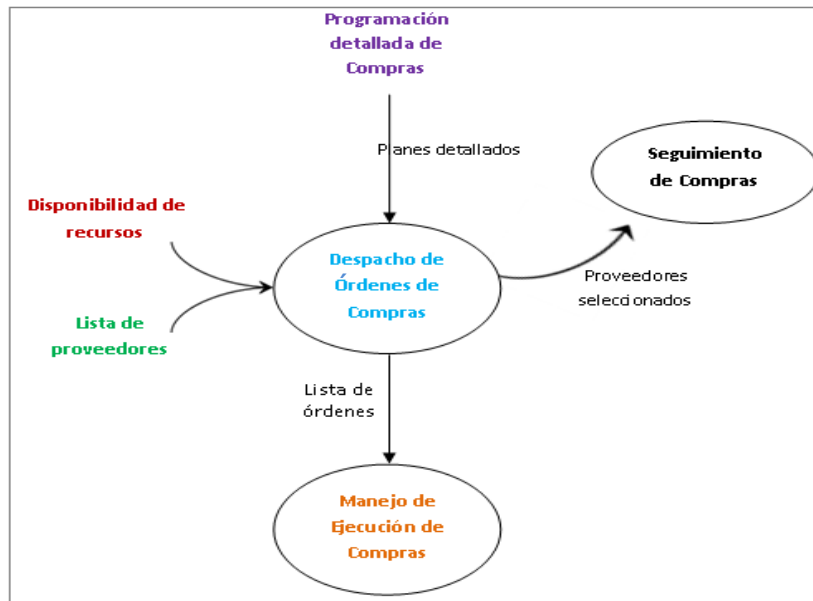 Programación
detallada de
Compras
Planes detallados
Seguimiento
de Compras
Disponibilidad de
recursos
Despacho de
Órdenes de
Compras
Proveedores
seleccionados
Lista de
proveedores
Lista de
órdenes
Manejo de
Ejecución de
Compras